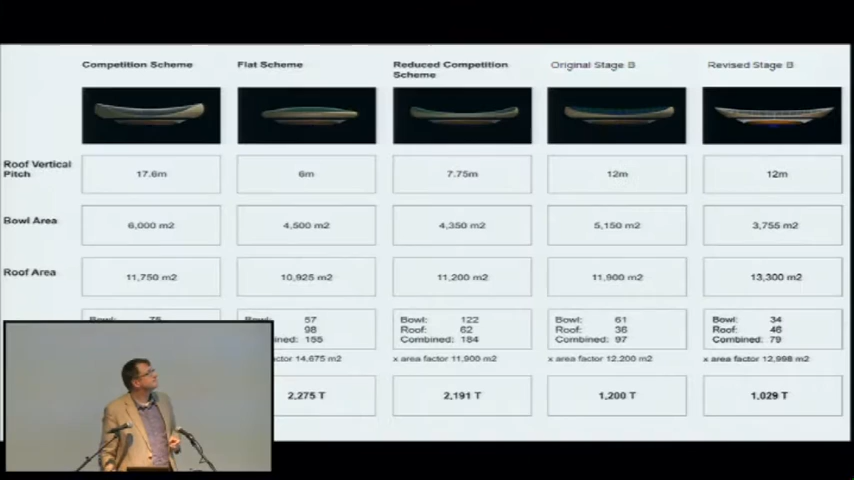 Competition Scheme
Flat Scheme
Reduced Competition
Scheme
Original Stage B
Revised Stage B
Roof Vertical
Pitch
17.6m
6m
7.75m
12m
12m
Bowl Area
6,000 m2
4,500 m2
4,350 m2
5,150 m2
3,755 m2
Roof Area
11,750 m2
10,925 m2
11,200 m2
11,900 m2
13,300 m2
Bowl: 75
57
98
155
Bowl: 122
Roof: 62
Combined: 184
Bowl: 61
Roof: 36
Combined: 97
Bowl: 34
Roof: 46
Combined: 79
factor 14,675 m2
x area factor 11,900 m2
x area factor 12,200 m2
x area factor 12,998 m2
2,275 T
2,191 T
1,200 T
1,029 T